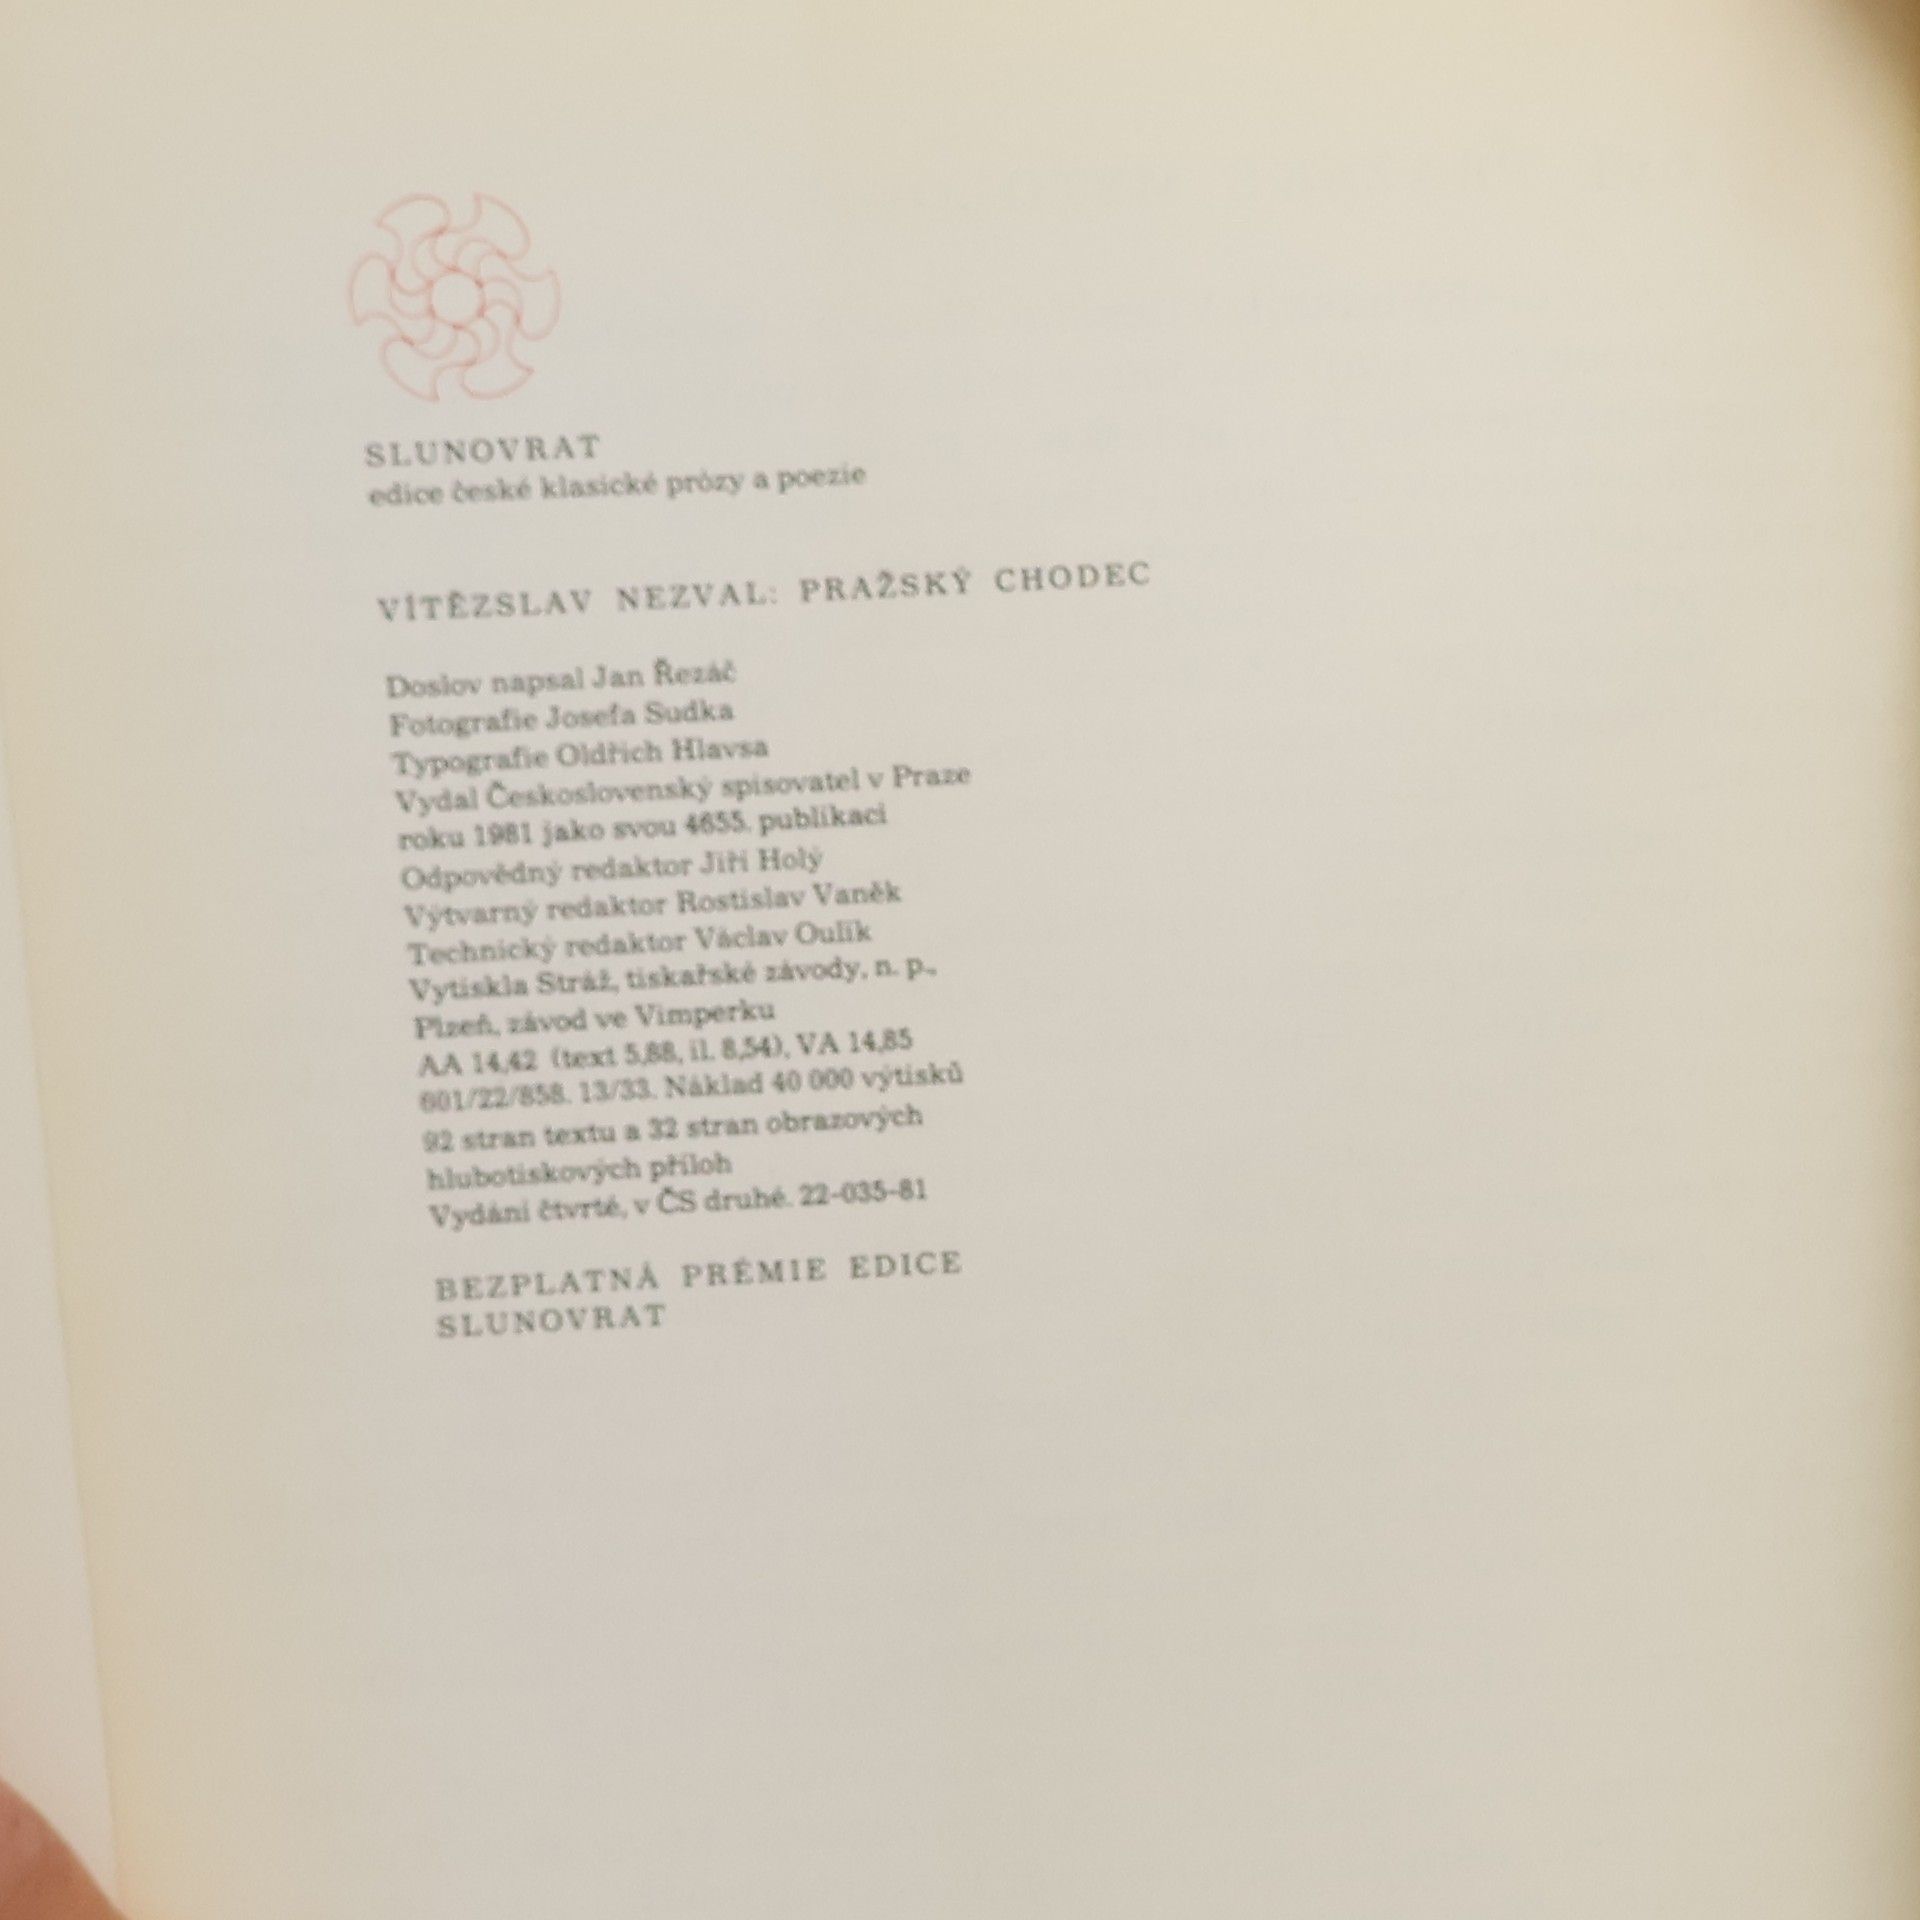 SLUNOVRAT
edice české klasické prózy a poezie
VÍTĚZSLAV NEZVAL: PRAŽSKÝ CHODEC
Doslov napsal Jan Řezáč
Fotografie Josefa Sudka
Typografie Oldřich Hlavsa
Vydal Československý spisovatel v Praze
roku 1981 jako svou 4655. publikaci
Odpovědný redaktor Jiří Holý
Výtvarný redaktor Rostislav Vaněk
Technický redaktor Václav Oulík
Vytiskla Stráž, tiskařské závody, n. p.,
Plzeň, závod ve Vimperku
AA 14,42 (text 5,88, il. 8,54), VA 14,85
601/22/858. 13/33. Náklad 40 000 výtisků
92 stran textu a 32 stran obrazových
hlubotiskových příloh
Vydání čtvrté, v ČS druhé. 22-035-81
BEZPLATNÁ PRÉMIE EDICE
SLUNOVRAT